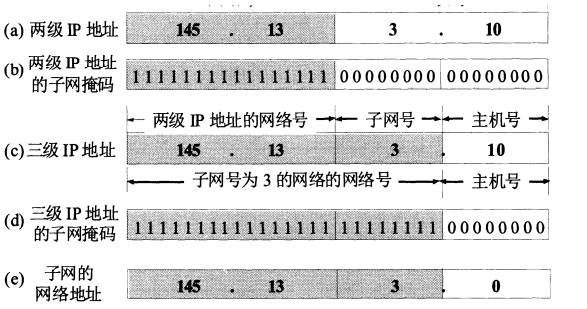 (a) 两级 IP 地址 145 . 13 3 . 10
(b) 两级 IP 地址的子网掩码 1111111111111111 00000000 00000000
两级 IP 地址的网络号 子网号 主机号
(c) 三级 IP 地址 145 . 13 3 . 10
子网号为 3 的网络的网络号 主机号
(d) 三级 IP 地址的子网掩码 1111111111111111 11111111 00000000
(e) 子网的网络地址 145 . 13 3 . 0